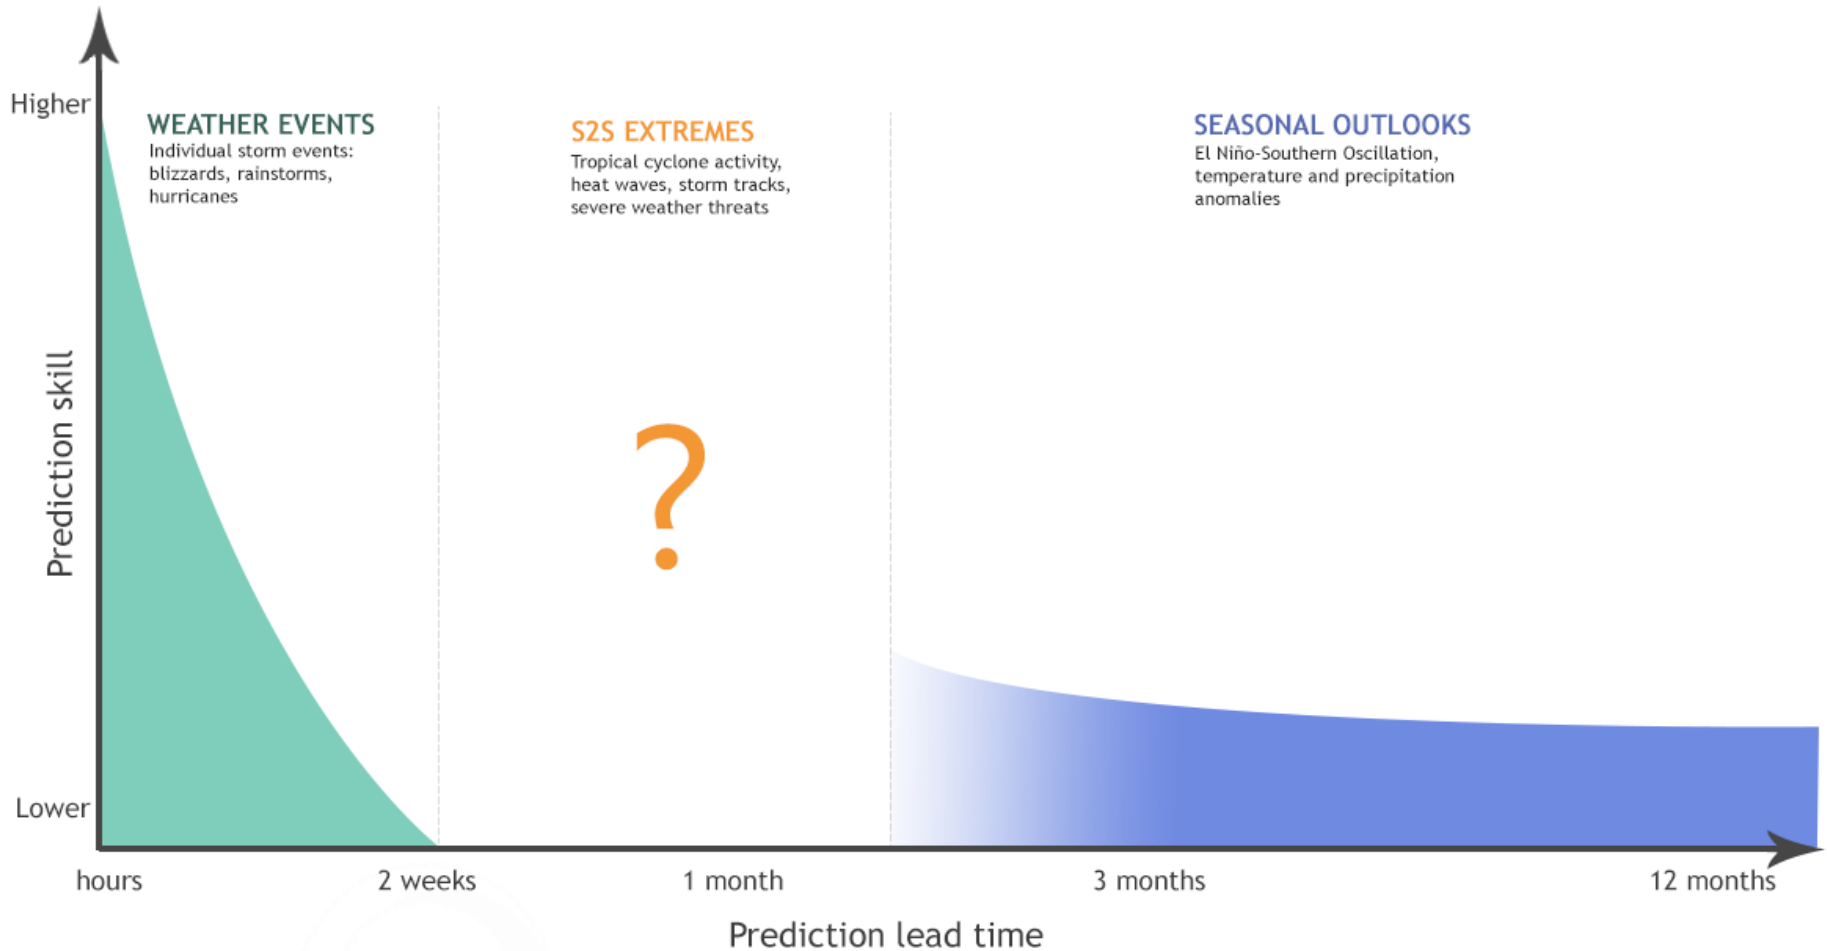 Higher
WEATHER EVENTS
Individual storm events:
blizzards, rainstorms,
hurricanes
S2S EXTREMES
Tropical cyclone activity,
heat waves, storm tracks,
severe weather threats
SEASONAL OUTLOOKS
El Niño-Southern Oscillation,
temperature and precipitation
anomalies
Prediction skill
?
Lower
hours
2 weeks
1 month
3 months
12 months
Prediction lead time